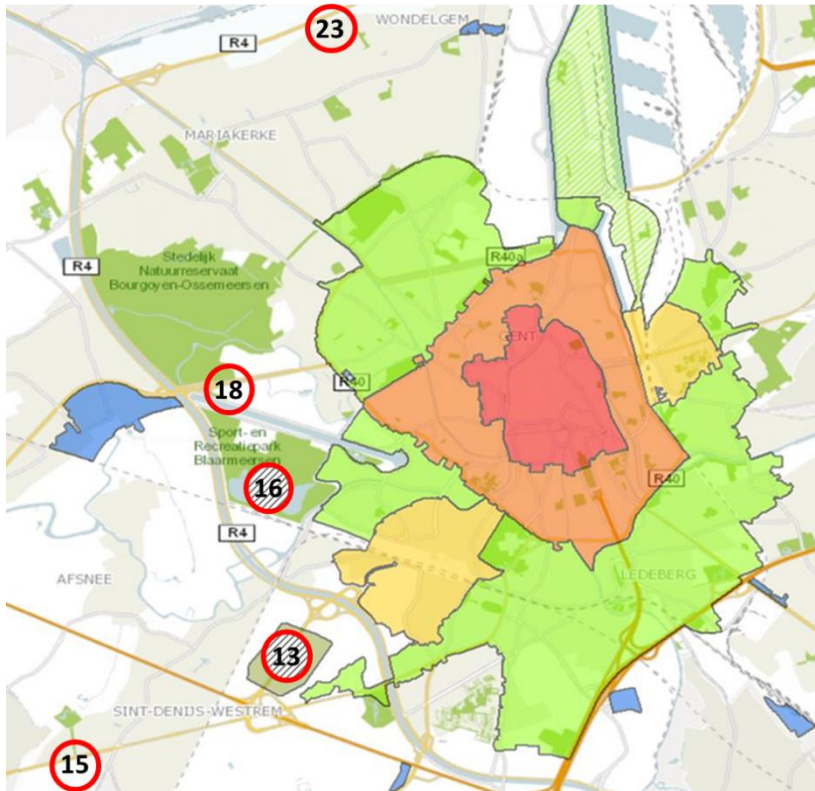 23
WONDELGEM
R4
MARIAKERKE
Stedelijk
Natuurreservaat
Bourgoyen-Ossemeersen
R4
R40a
GENT
R40
18
Sport- en
Recreatiepark
Blaarmeersen
16
R40
R4
AFSNEE
LEDEBERG
13
SINT-DENIJS-WESTREM
15